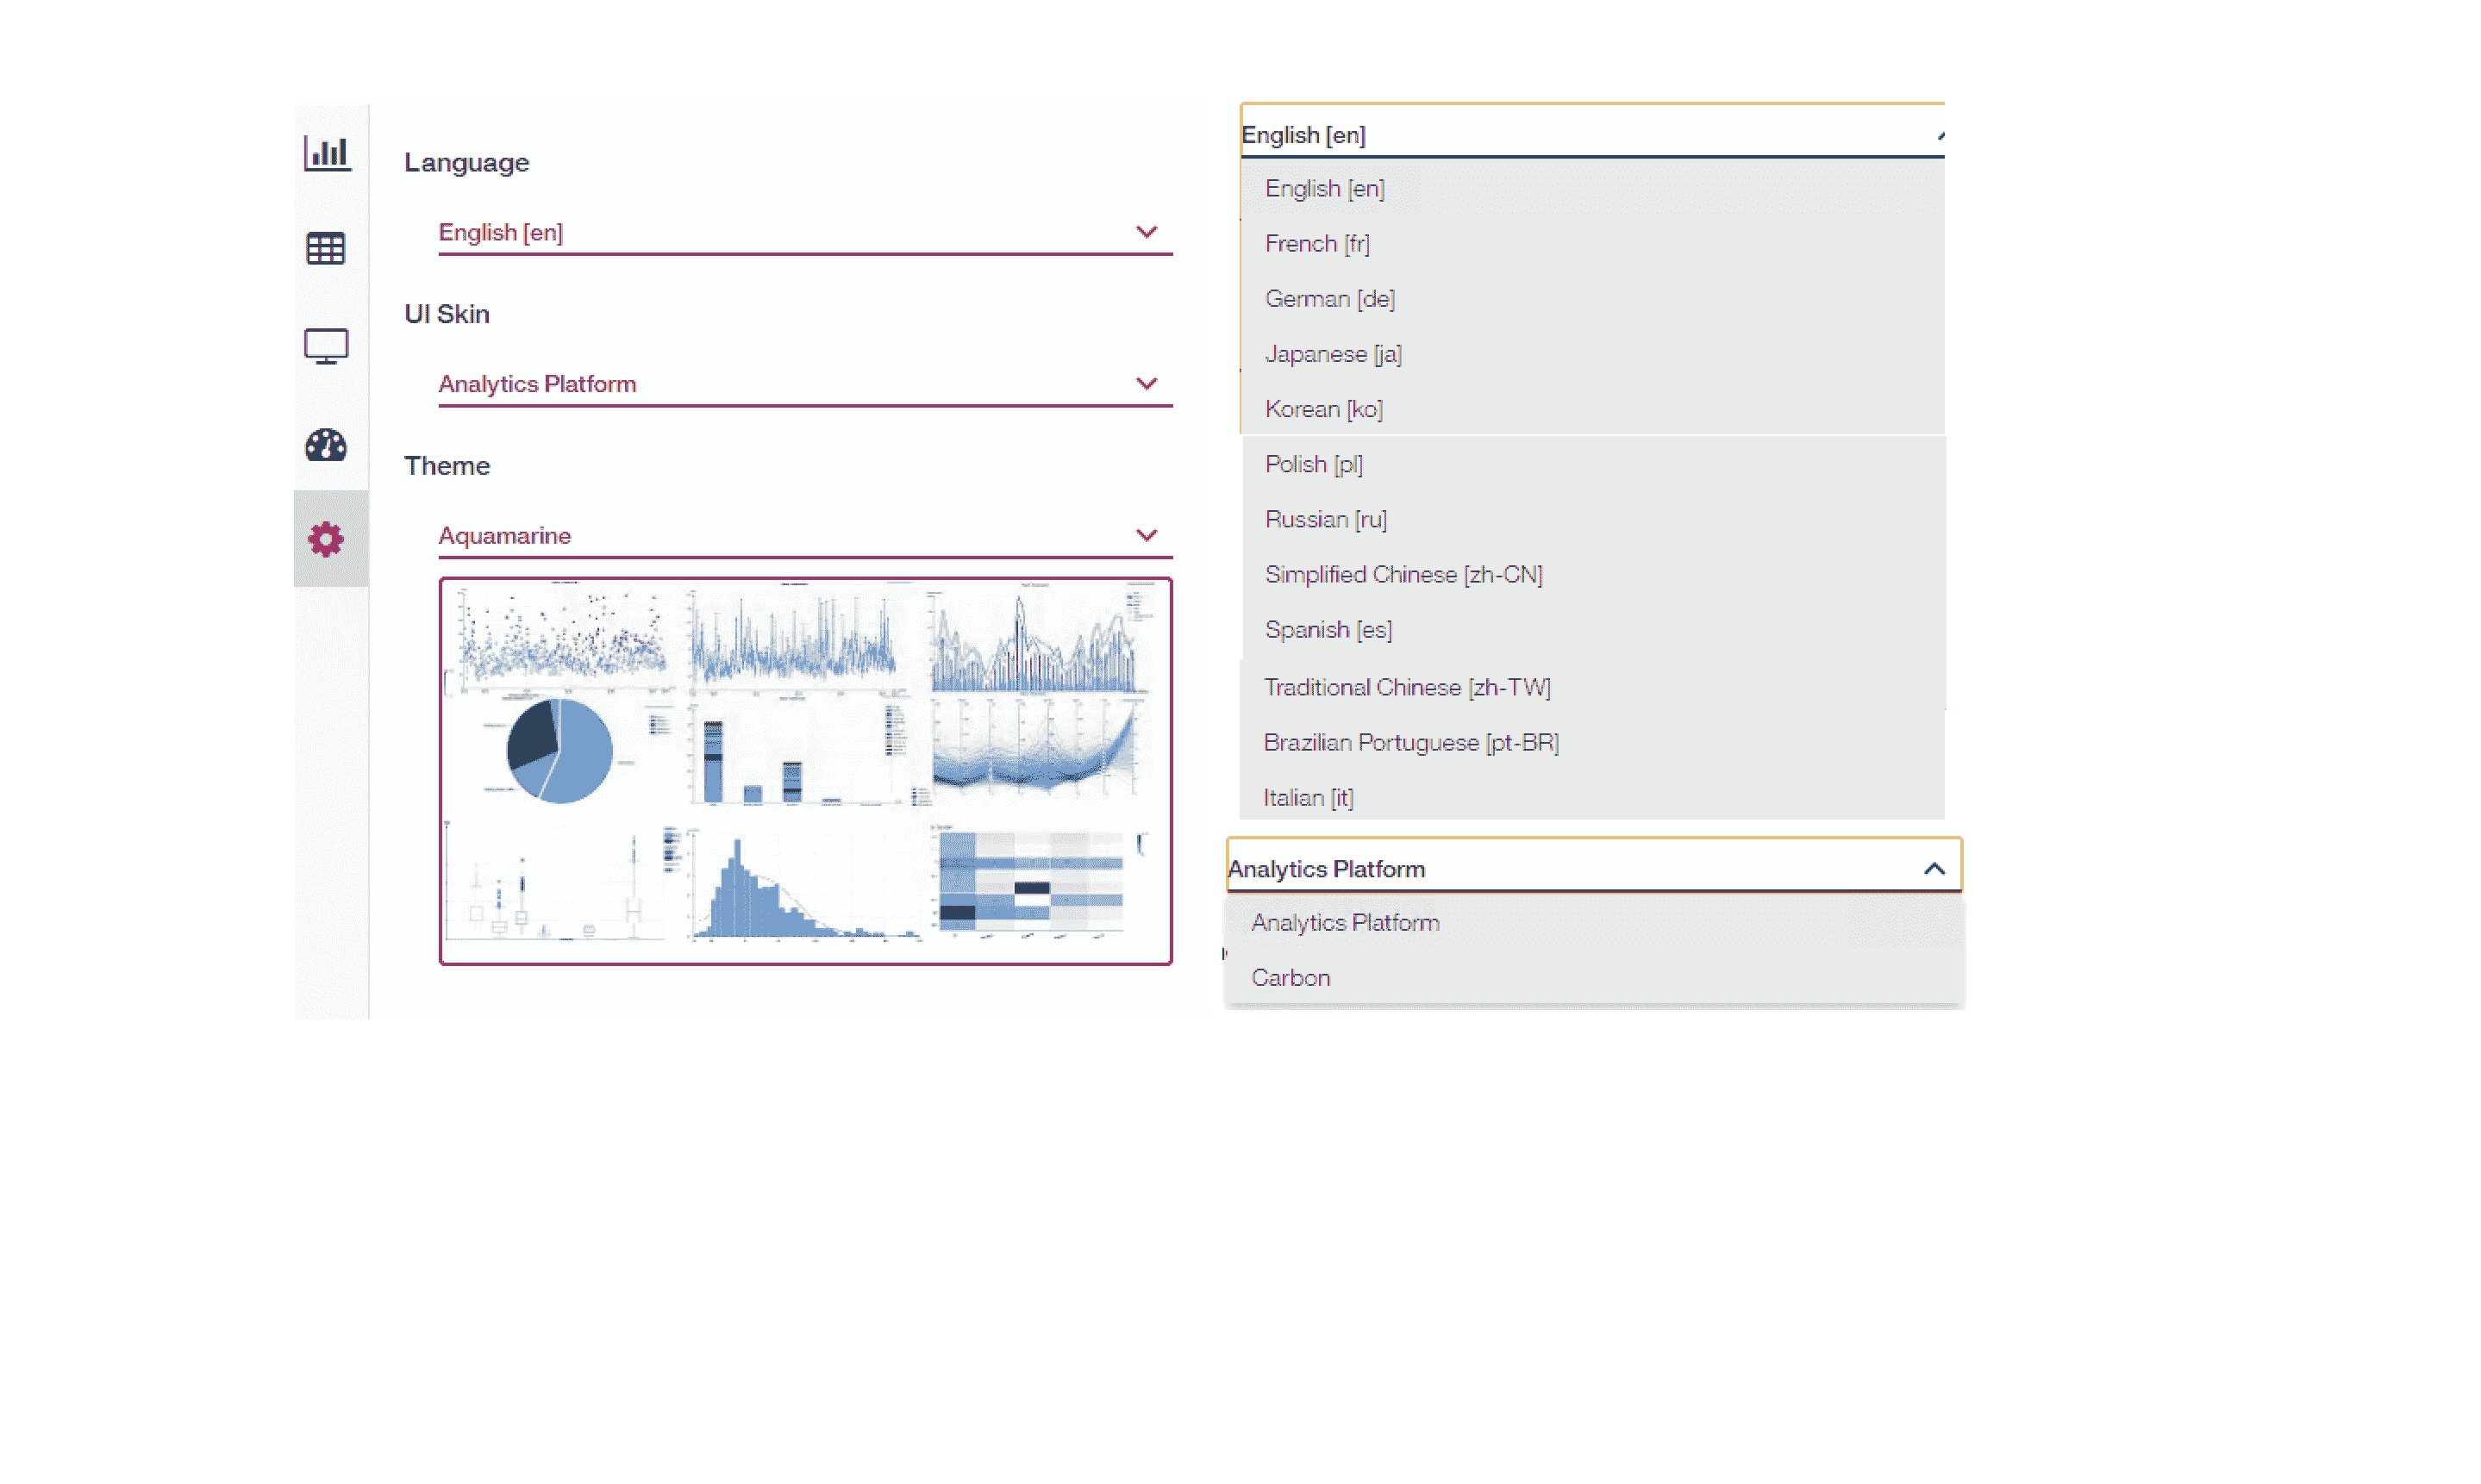 Language
English [en]
UI Skin
Analytics Platform
Theme
Aquamarine
English [en]
English [en]
French [fr]
German [de]
Japanese [ja]
Korean [ko]
Polish [pl]
Russian [ru]
Simplified Chinese [zh-CN]
Spanish [es]
Traditional Chinese [zh-TW]
Brazilian Portuguese [pt-BR]
Italian [it]
Analytics Platform
Analytics Platform
Carbon